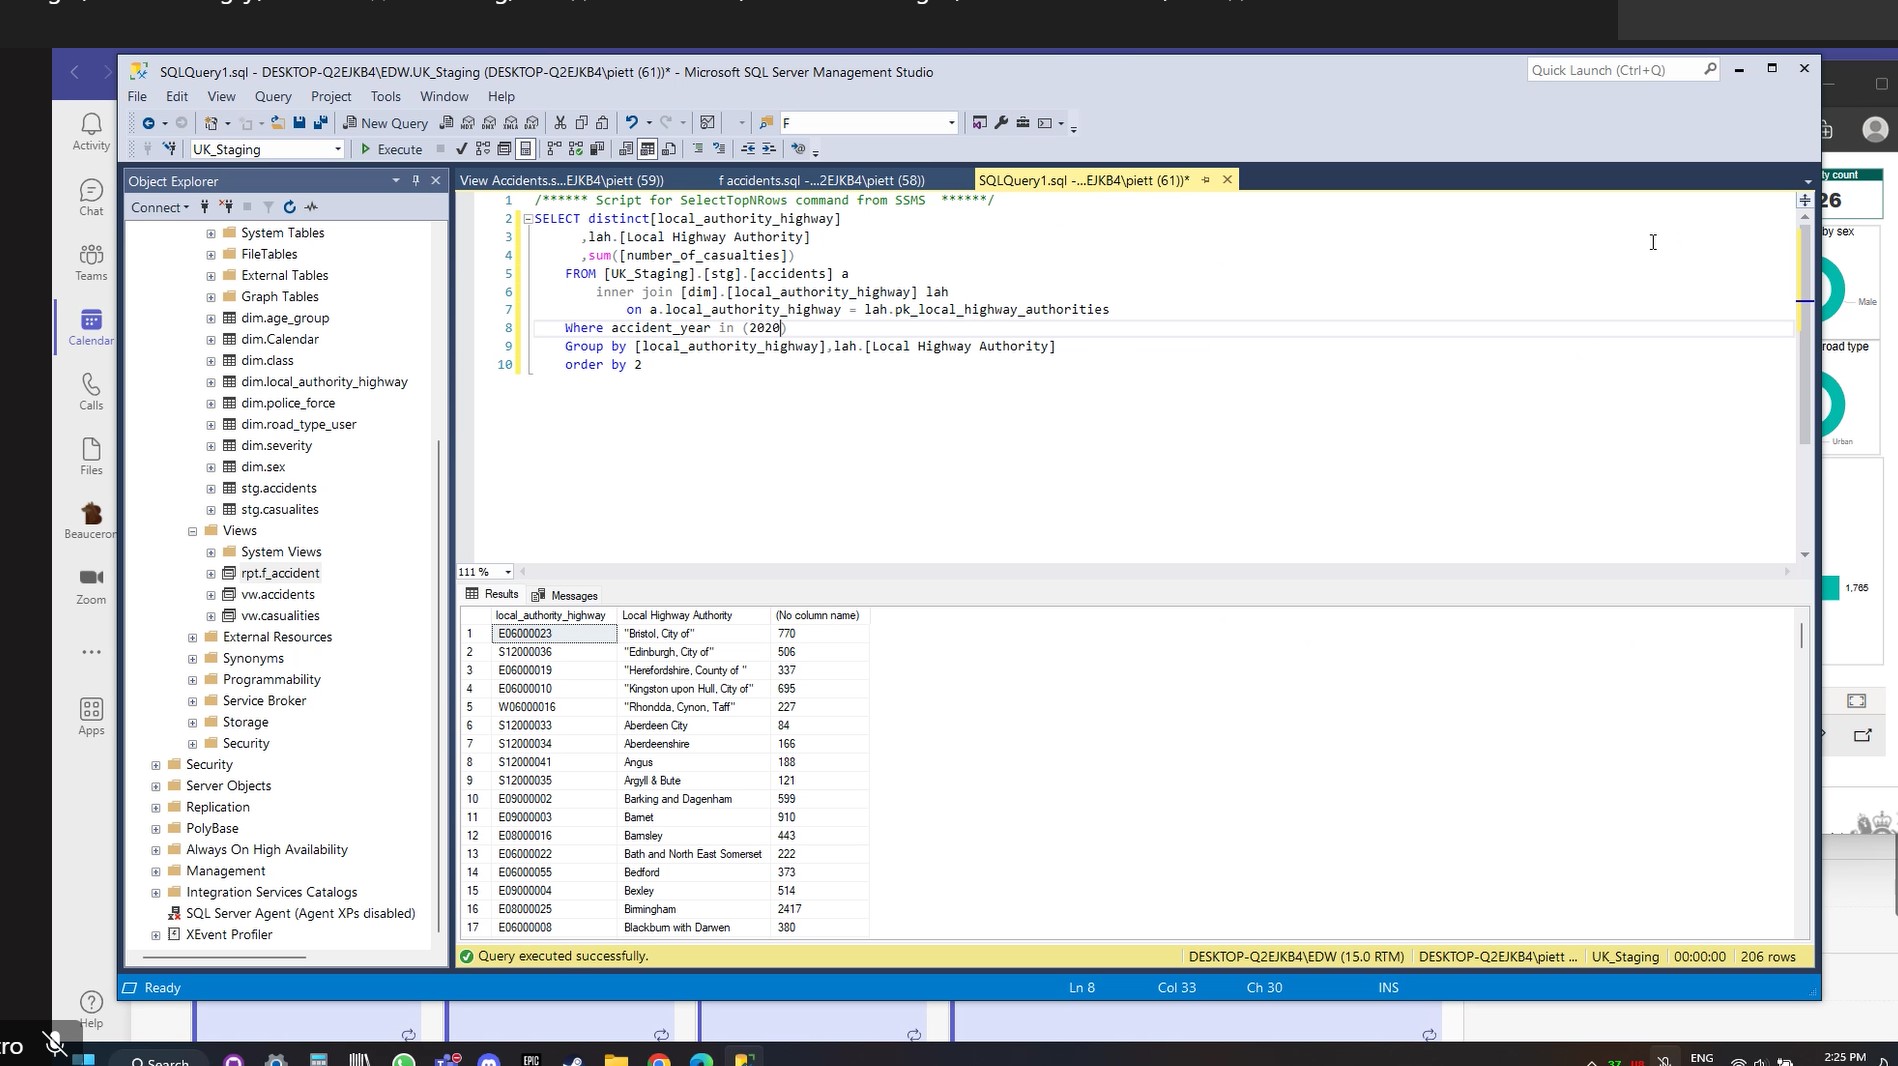 SQLQuery1.sql - DESKTOP-Q2EJKB4\EDW.UK_Staging (DESKTOP-Q2EJKB4\piett (61))* - Microsoft SQL Server Management Studio
Quick Launch (Ctrl+Q)
File Edit View Query Project Tools Window Help
New Query
F
UK_Staging
Execute
Activity
Chat
Teams
Calendar
Calls
Files
Beauceron
Zoom
Apps
Help
Object Explorer
Connect
System Tables
FileTables
External Tables
Graph Tables
dim.age_group
dim.Calendar
dim.class
dim.local_authority_highway
dim.police_force
dim.road_type_user
dim.severity
dim.sex
stg.accidents
stg.casualites
Views
System Views
rpt.f_accident
vw.accidents
vw.casualities
External Resources
Synonyms
Programmability
Service Broker
Storage
Security
Security
Server Objects
Replication
PolyBase
Always On High Availability
Management
Integration Services Catalogs
SQL Server Agent (Agent XPs disabled)
XEvent Profiler
View Accidents.s...EJKB4\piett (59))
f accidents.sql -...2EJKB4\piett (58))
SQLQuery1.sql -...EJKB4\piett (61))*
1 /****** Script for SelectTopNRows command from SSMS ******/
2 SELECT distinct[local_authority_highway]
3 ,lah.[Local Highway Authority]
4 ,sum([number_of_casualties])
5 FROM [UK_Staging].[stg].[accidents] a
6 inner join [dim].[local_authority_highway] lah
7 on a.local_authority_highway = lah.pk_local_highway_authorities
8 Where accident_year in (2020)
9 Group by [local_authority_highway],lah.[Local Highway Authority]
10 order by 2
111 %
Results Messages
local_authority_highway Local Highway Authority (No column name)
1 E06000023 "Bristol, City of" 770
2 S12000036 "Edinburgh, City of" 506
3 E06000019 "Herefordshire, County of " 337
4 E06000010 "Kingston upon Hull, City of" 695
5 W06000016 "Rhondda, Cynon, Taff" 227
6 S12000033 Aberdeen City 84
7 S12000034 Aberdeenshire 166
8 S12000041 Angus 188
9 S12000035 Argyll & Bute 121
10 E09000002 Barking and Dagenham 599
11 E09000003 Barnet 910
12 E08000016 Barnsley 443
13 E06000022 Bath and North East Somerset 222
14 E06000055 Bedford 373
15 E09000004 Bexley 514
16 E08000025 Birmingham 2417
17 E06000008 Blackburn with Darwen 380
Query executed successfully.
DESKTOP-Q2EJKB4\EDW (15.0 RTM) DESKTOP-Q2EJKB4\piett ... UK_Staging 00:00:00 206 rows
Ready Ln 8 Col 33 Ch 30 INS
ty count
26
by sex
Male
road type
Urban
1,765
tro
Search
EPIC
37
ENG
2:25 PM